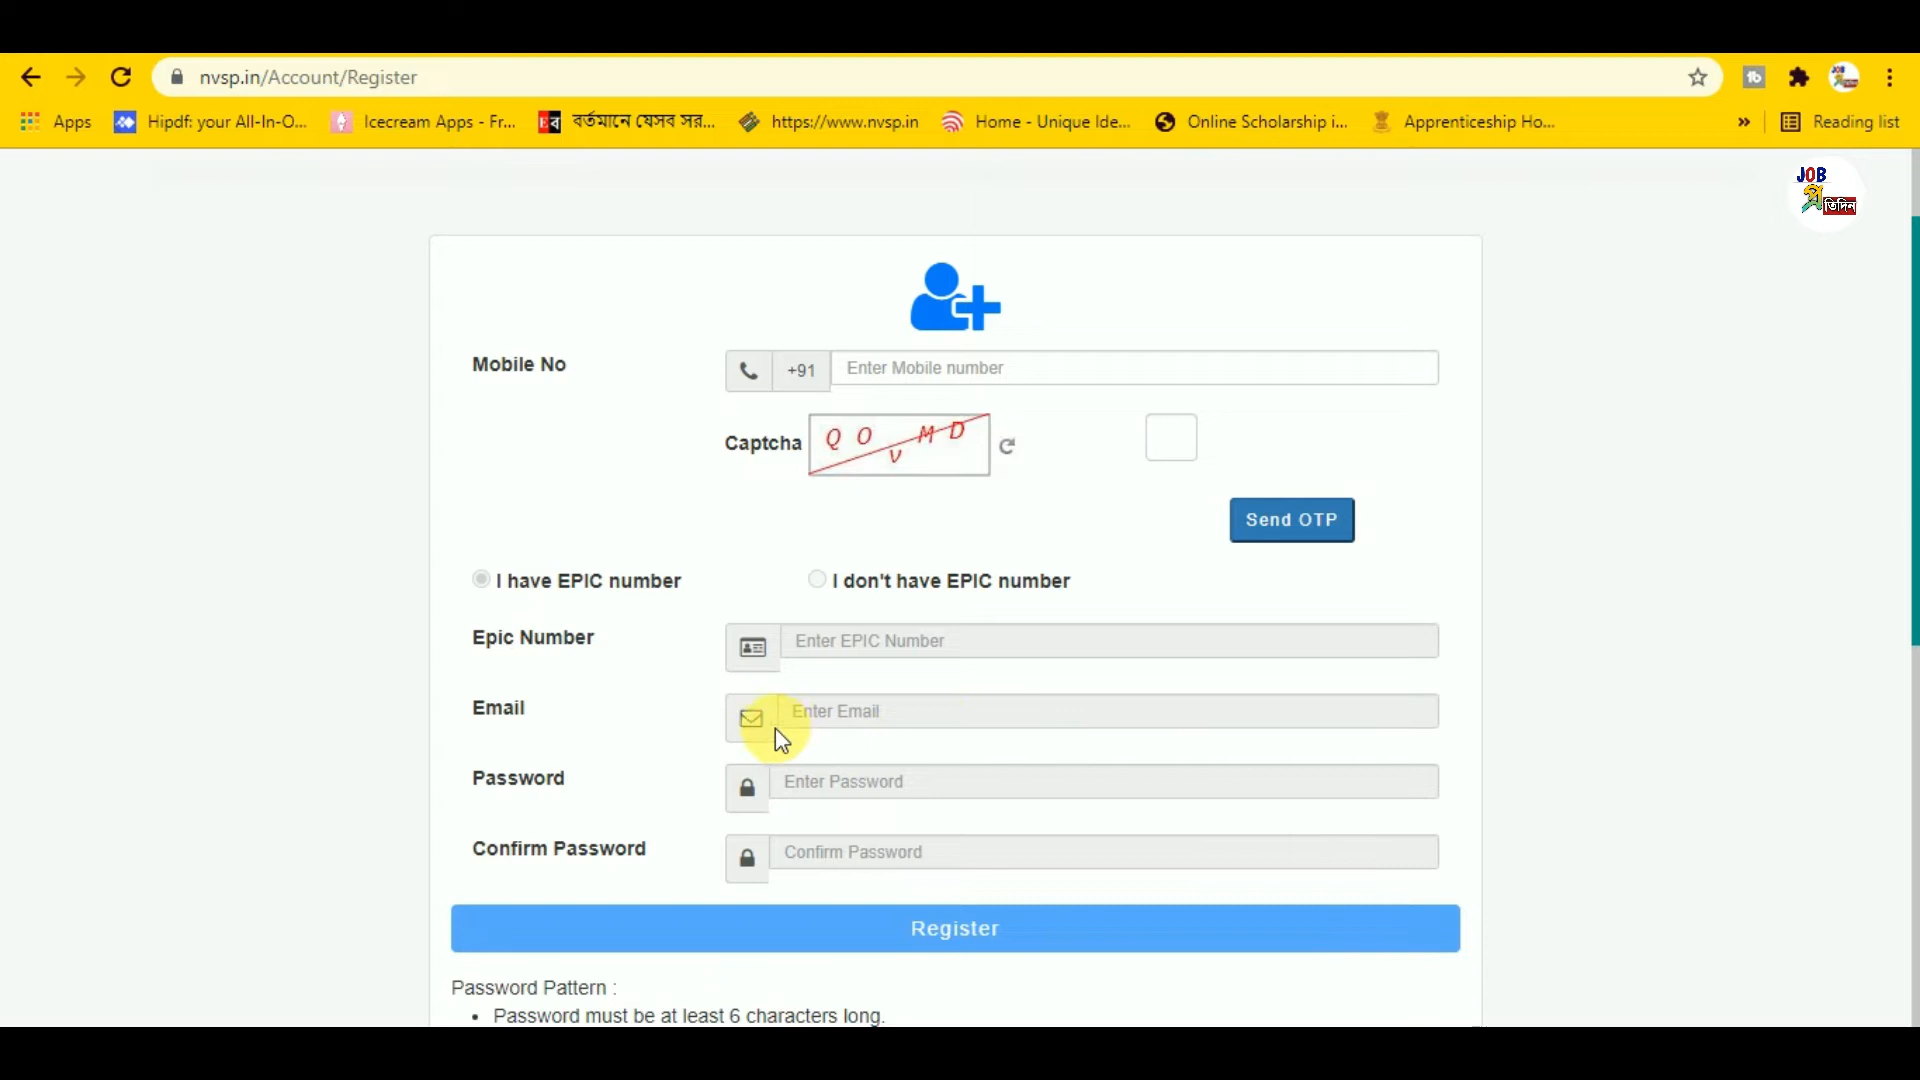 nvsp.in/Account/Register
Apps Hipdf: your All-In-O... Icecream Apps - Fr... বর্তমানে যেসব সর... https://www.nvsp.in Home - Unique Ide... Online Scholarship i... Apprenticeship Ho... » Reading list
JOB
প্রতিদিন
Mobile No +91 Enter Mobile number
Captcha Q O V M D
Send OTP
I have EPIC number I don't have EPIC number
Epic Number Enter EPIC Number
Email Enter Email
Password Enter Password
Confirm Password Confirm Password
Register
Password Pattern :
• Password must be at least 6 characters long.